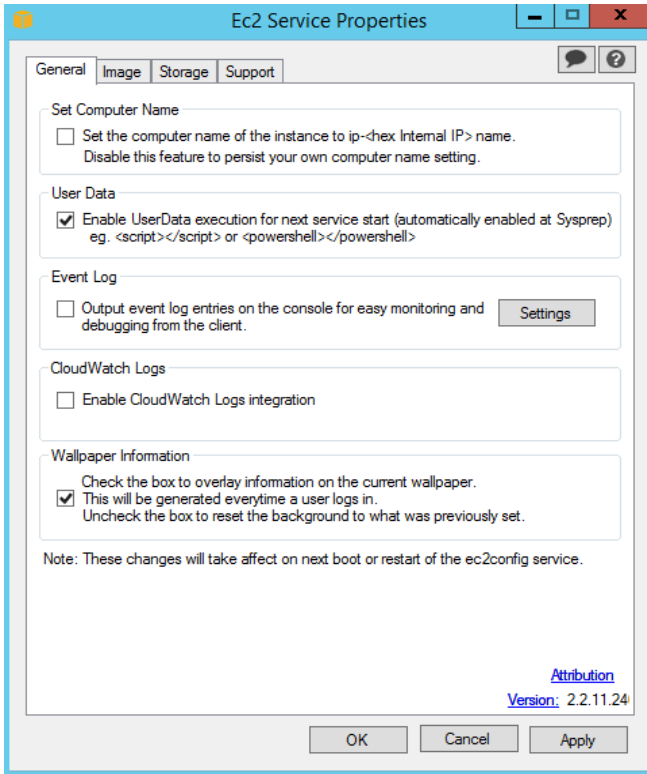 Ec2 Service Properties
General
Image
Storage
Support
Set Computer Name
Set the computer name of the instance to ip-<hex Internal IP> name.
Disable this feature to persist your own computer name setting.
User Data
Enable UserData execution for next service start (automatically enabled at Sysprep)
eg. <script></script> or <powershell></powershell>
Event Log
Output event log entries on the console for easy monitoring and
debugging from the client.
Settings
CloudWatch Logs
Enable CloudWatch Logs integration
Wallpaper Information
Check the box to overlay information on the current wallpaper.
This will be generated everytime a user logs in.
Uncheck the box to reset the background to what was previously set.
Note: These changes will take affect on next boot or restart of the ec2config service.
Attribution
Version: 2.2.11.24
OK
Cancel
Apply